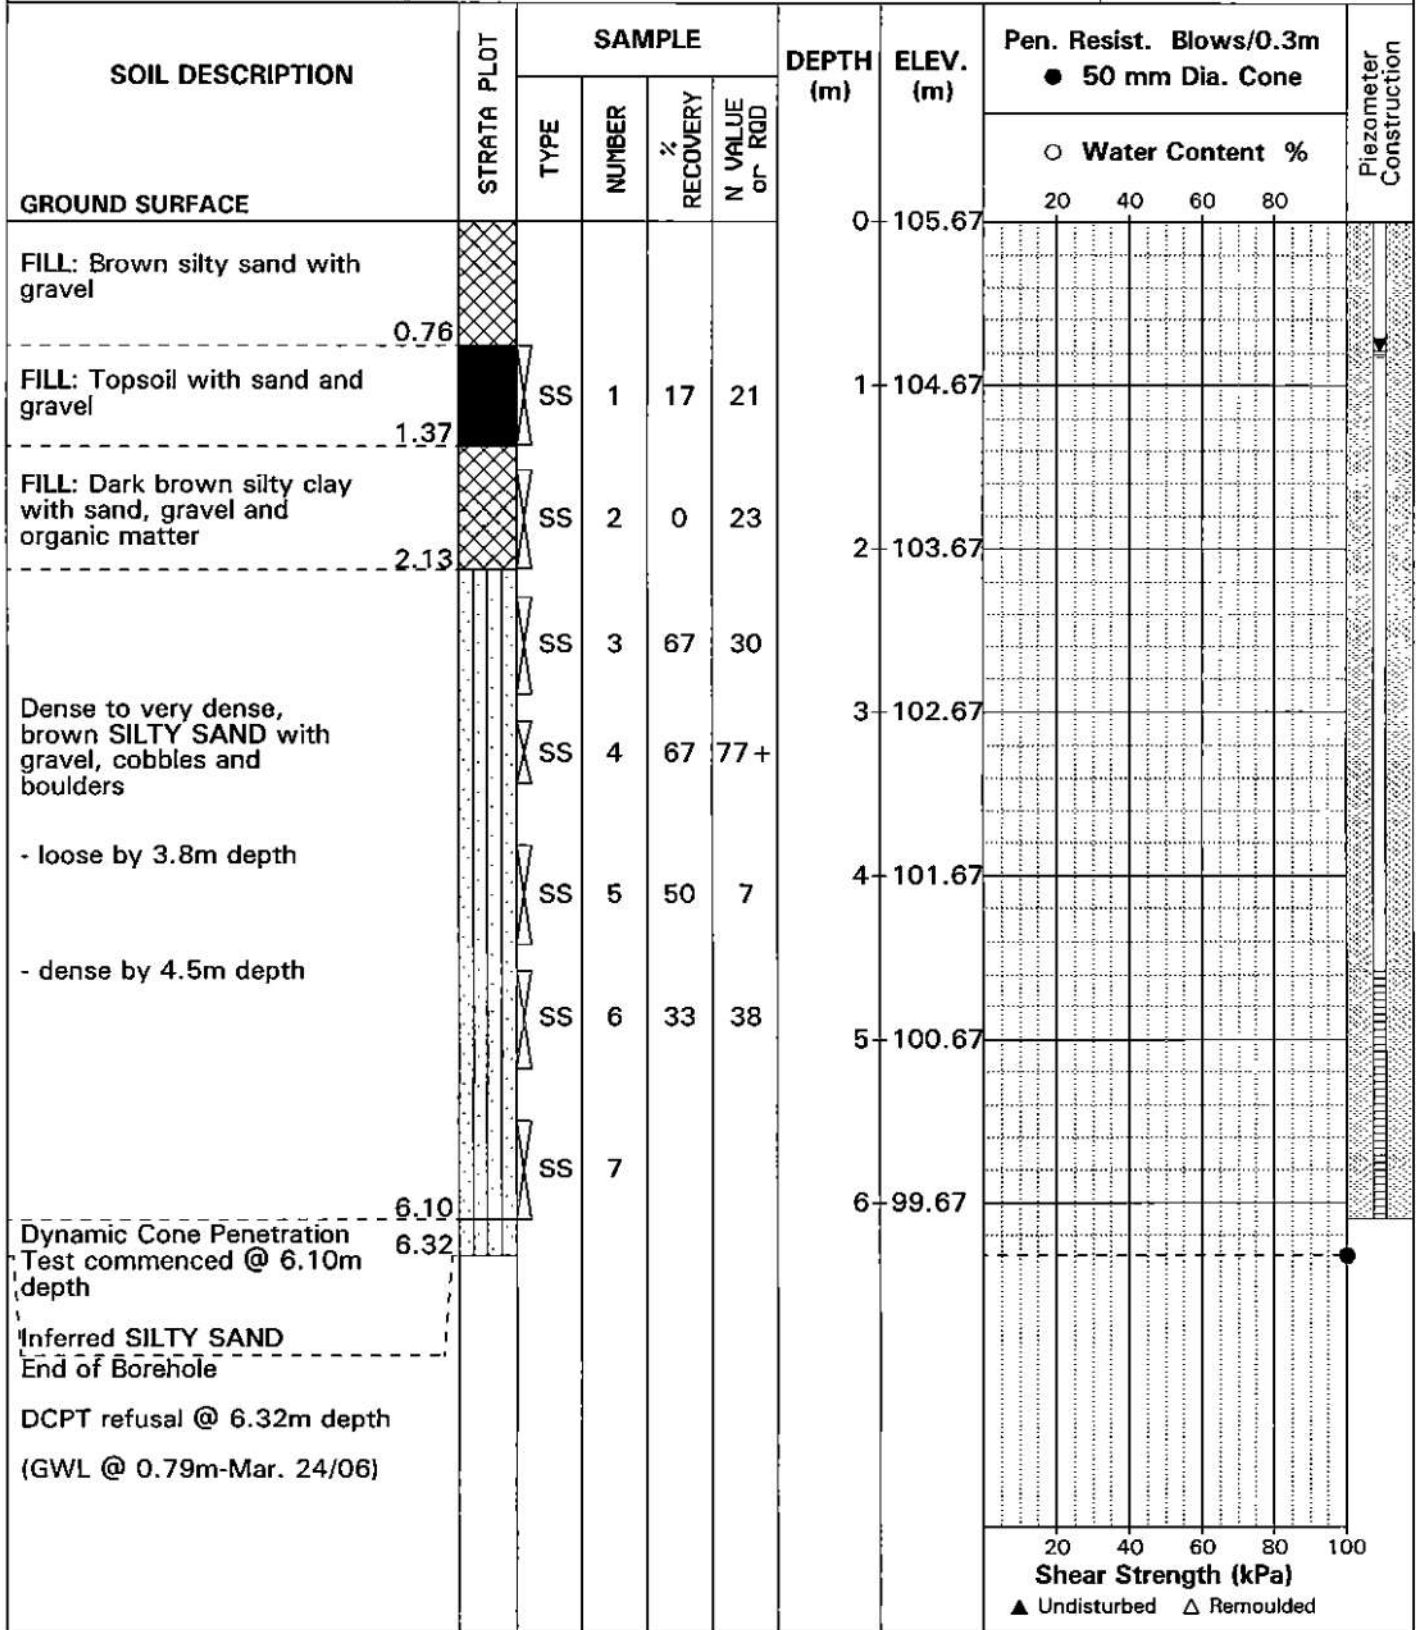 SOIL DESCRIPTION
GROUND SURFACE
STRATA PLOT
SAMPLE
TYPE
NUMBER
%
RECOVERY
N VALUE
or RQD
DEPTH
(m)
ELEV.
(m)
Pen. Resist. Blows/0.3m
● 50 mm Dia. Cone
○ Water Content %
20 40 60 80
Piezometer
Construction
0 105.67
FILL: Brown silty sand with
gravel
0.76
FILL: Topsoil with sand and
gravel
1.37
SS 1 17 21
1 104.67
FILL: Dark brown silty clay
with sand, gravel and
organic matter
2.13
SS 2 0 23
2 103.67
SS 3 67 30
Dense to very dense,
brown SILTY SAND with
gravel, cobbles and
boulders
3 102.67
SS 4 67 77+
- loose by 3.8m depth
SS 5 50 7
4 101.67
- dense by 4.5m depth
SS 6 33 38
5 100.67
SS 7
6.10
6 99.67
Dynamic Cone Penetration
6.32
Test commenced @ 6.10m
depth
Inferred SILTY SAND
End of Borehole
DCPT refusal @ 6.32m depth
(GWL @ 0.79m-Mar. 24/06)
20 40 60 80 100
Shear Strength (kPa)
▲ Undisturbed △ Remoulded